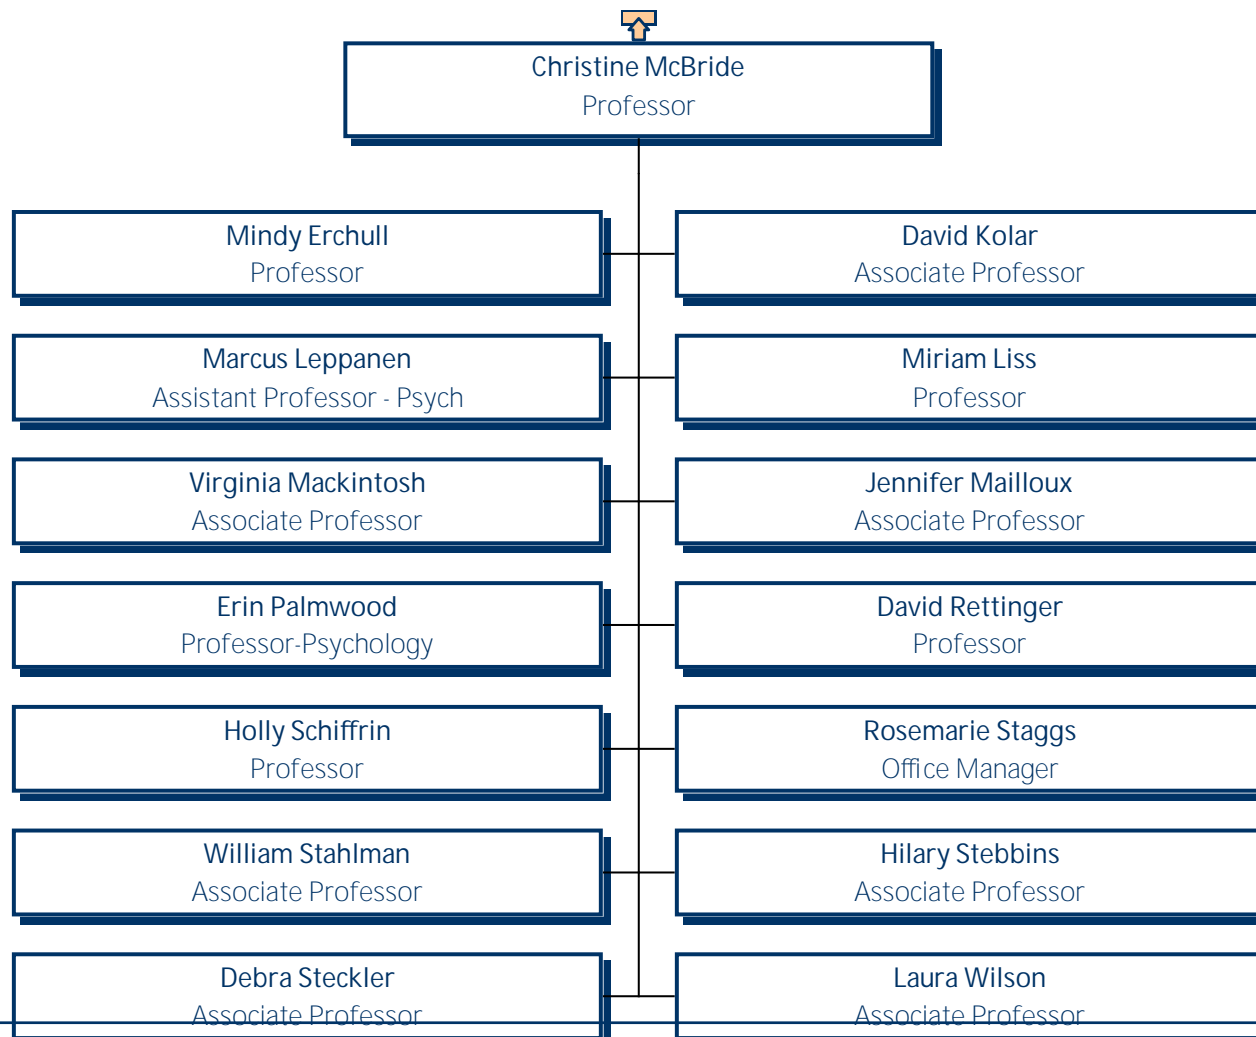 Christine McBride
Professor
Mindy Erchull
Professor
David Kolar
Associate Professor
Marcus Leppanen
Assistant Professor - Psych
Miriam Liss
Professor
Virginia Mackintosh
Associate Professor
Jennifer Mailloux
Associate Professor
Erin Palmwood
Professor-Psychology
David Rettinger
Professor
Holly Schiffrin
Professor
Rosemarie Staggs
Office Manager
William Stahlman
Associate Professor
Hilary Stebbins
Associate Professor
Debra Steckler
Associate Professor
Laura Wilson
Associate Professor